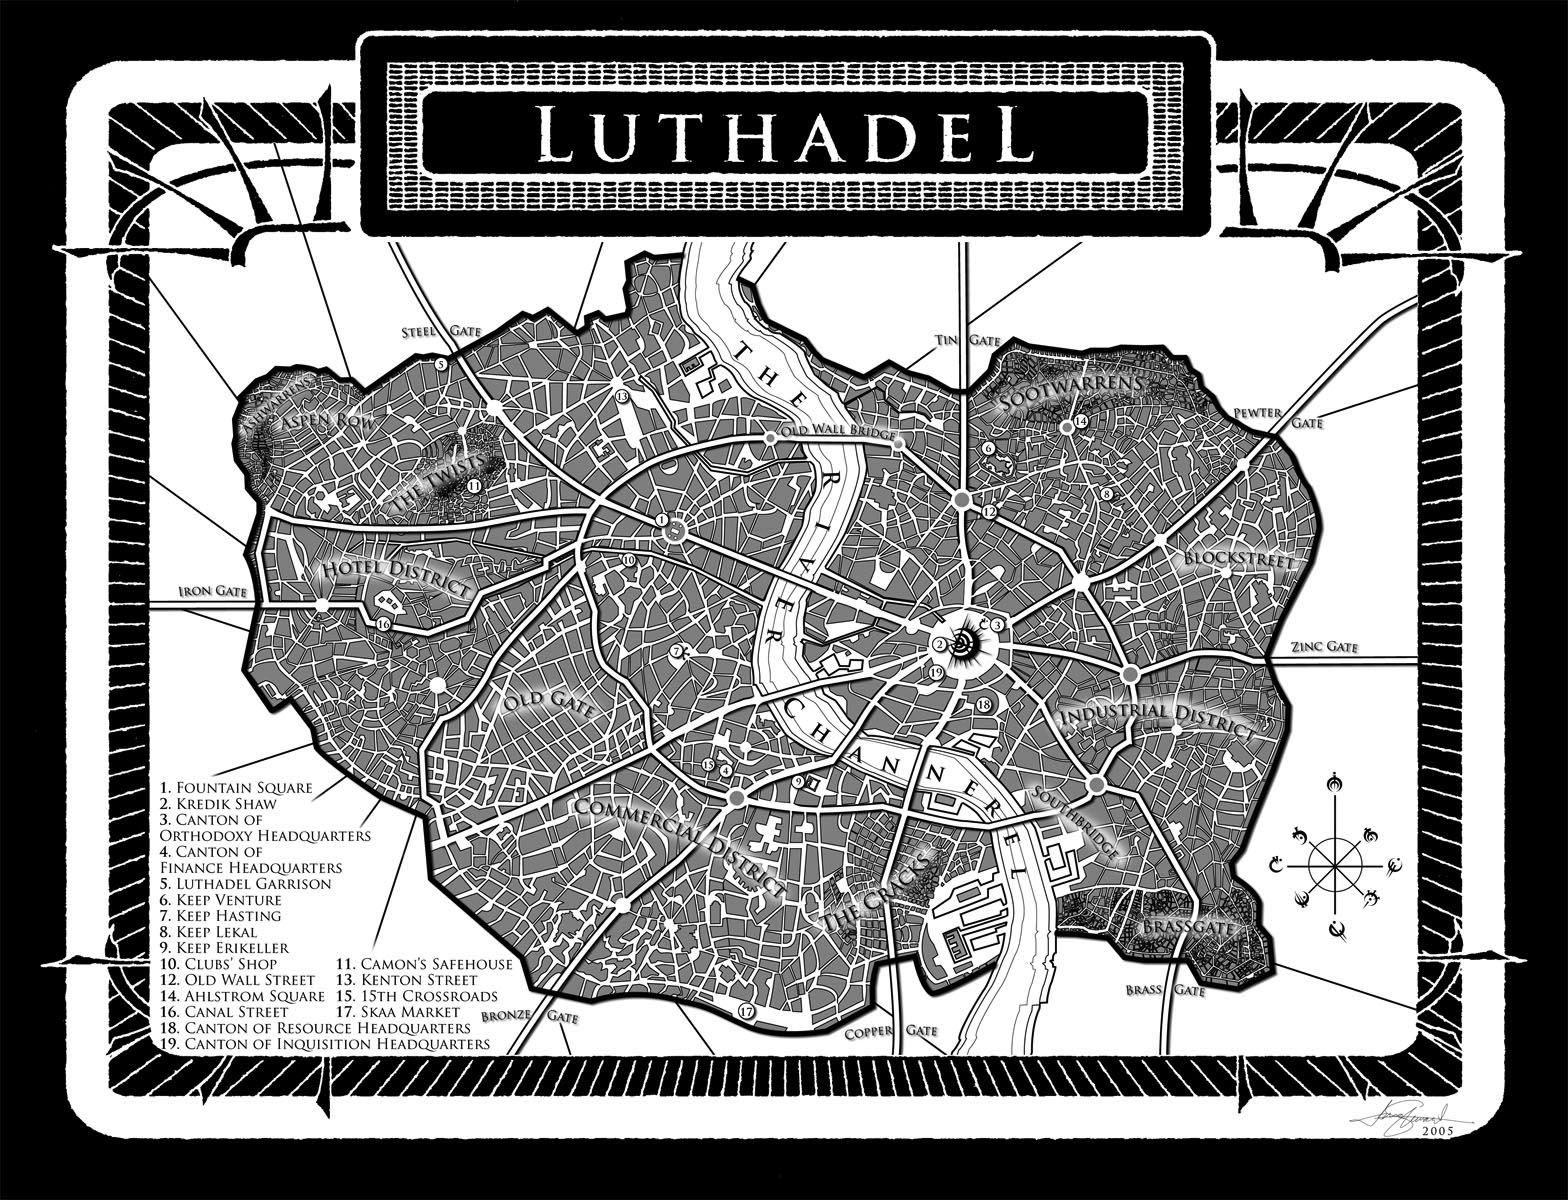 LUTHADEL
STEEL GATE
TIN GATE
ASHWARRENS
ASPEN ROW
SOOTWARRENS
PEWTER GATE
5
13
THE
OLD WALL BRIDGE
14
6
THE TWISTS
11
8
RIVER
1
12
HOTEL DISTRICT
10
BLOCKSTREET
IRON GATE
16
3
2
7
19
ZINC GATE
OLD GATE
18
INDUSTRIAL DISTRICT
CHANNEREL
15
4
9
COMMERCIAL DISTRICT
SOUTHBRIDGE
THE CRACKS
BRASSGATE
BRASS GATE
17
BRONZE GATE
COPPER GATE
1. FOUNTAIN SQUARE
2. KREDIK SHAW
3. CANTON OF
ORTHODOXY HEADQUARTERS
4. CANTON OF
FINANCE HEADQUARTERS
5. LUTHADEL GARRISON
6. KEEP VENTURE
7. KEEP HASTING
8. KEEP LEKAL
9. KEEP ERIKELLER
10. CLUBS' SHOP 11. CAMON'S SAFEHOUSE
12. OLD WALL STREET 13. KENTON STREET
14. AHLSTROM SQUARE 15. 15TH CROSSROADS
16. CANAL STREET 17. SKAA MARKET
18. CANTON OF RESOURCE HEADQUARTERS
19. CANTON OF INQUISITION HEADQUARTERS
2005